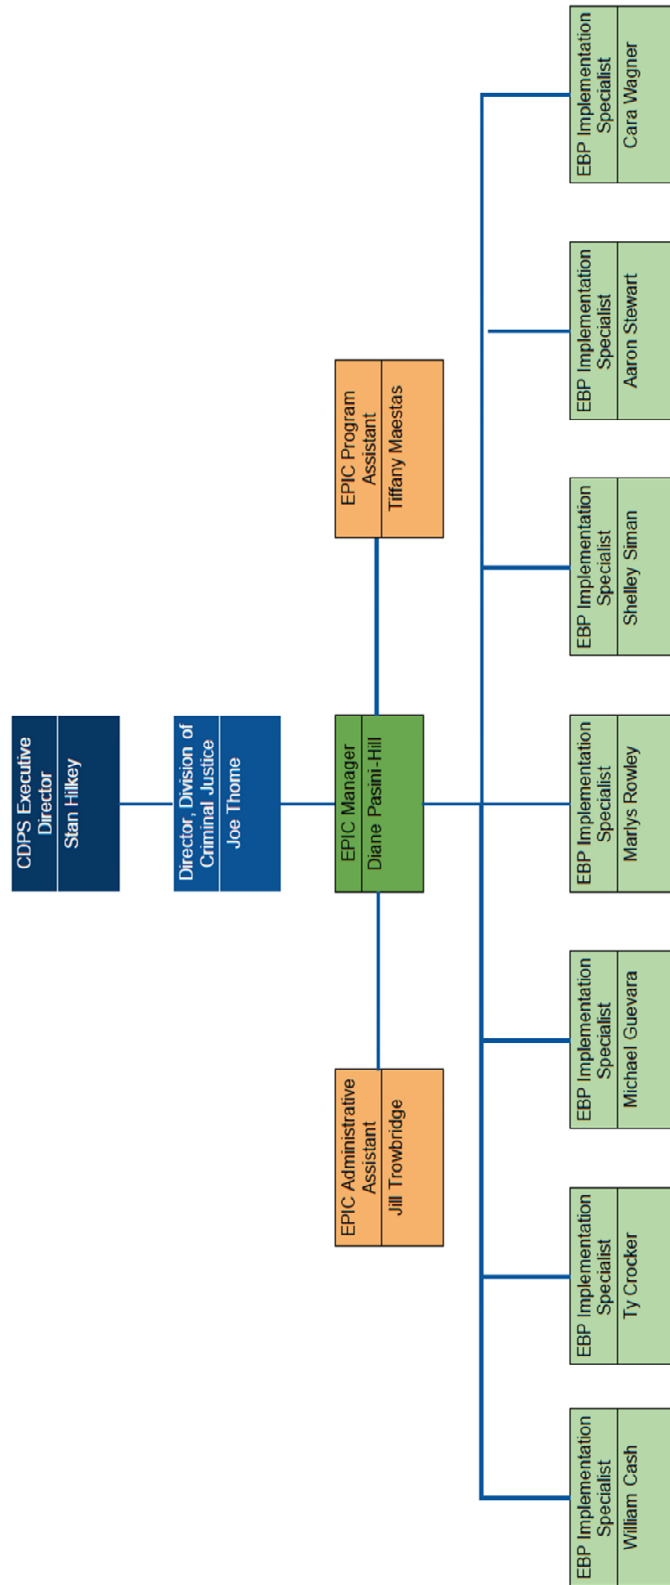 CDPS Executive
Director
Stan Hilkey
Director, Division of
Criminal Justice
Joe Thome
EPIC Administrative
Assistant
Jill Trowbridge
EPIC Manager
Diane Pasini-Hill
EPIC Program
Assistant
Tiffany Maestas
EBP Implementation
Specialist
William Cash
EBP Implementation
Specialist
Ty Crocker
EBP Implementation
Specialist
Michael Guevara
EBP Implementation
Specialist
Marlys Rowley
EBP Implementation
Specialist
Shelley Siman
EBP Implementation
Specialist
Aaron Stewart
EBP Implementation
Specialist
Cara Wagner